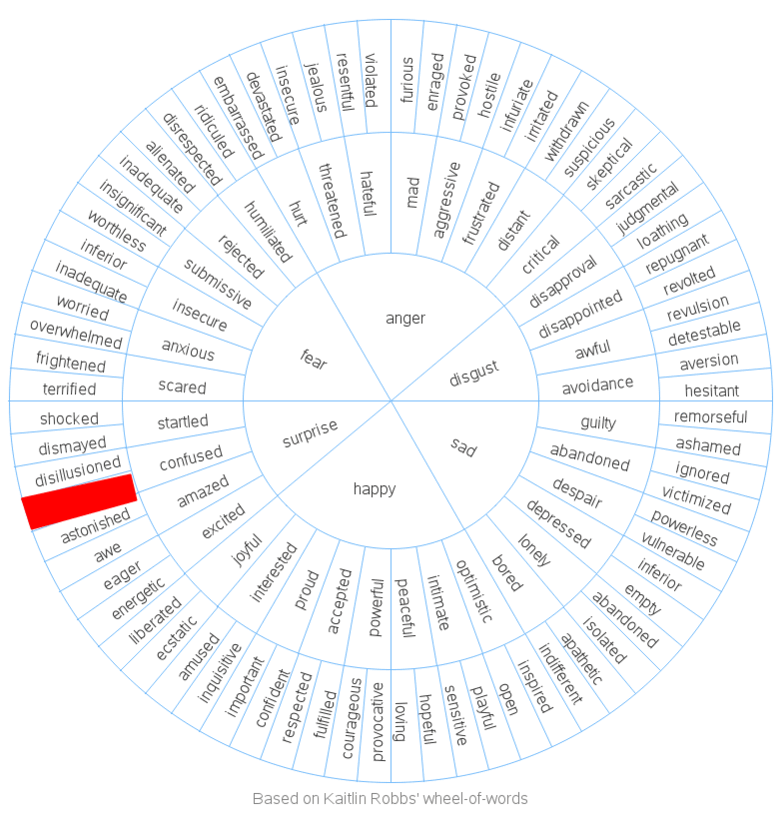 anger
disgust
sad
happy
surprise
fear
mad
aggressive
frustrated
distant
critical
disapproval
disappointed
awful
avoidance
guilty
abandoned
despair
depressed
lonely
bored
optimistic
intimate
peaceful
powerful
accepted
proud
interested
joyful
excited
amazed
confused
startled
scared
anxious
insecure
submissive
rejected
humiliated
hurt
threatened
hateful
furious
enraged
provoked
hostile
infuriate
irritated
withdrawn
suspicious
skeptical
sarcastic
judgmental
loathing
repugnant
revolted
revulsion
detestable
aversion
hesitant
remorseful
ashamed
ignored
victimized
powerless
vulnerable
inferior
empty
abandoned
isolated
apathetic
indifferent
inspired
open
playful
sensitive
hopeful
loving
provocative
courageous
fulfilled
respected
confident
important
inquisitive
amused
ecstatic
liberated
energetic
eager
awe
astonished
disillusioned
dismayed
shocked
terrified
frightened
overwhelmed
worried
inadequate
inferior
worthless
insignificant
inadequate
alienated
disrespected
ridiculed
embarrassed
devastated
insecure
jealous
resentful
violated
Based on Kaitlin Robbs' wheel-of-words